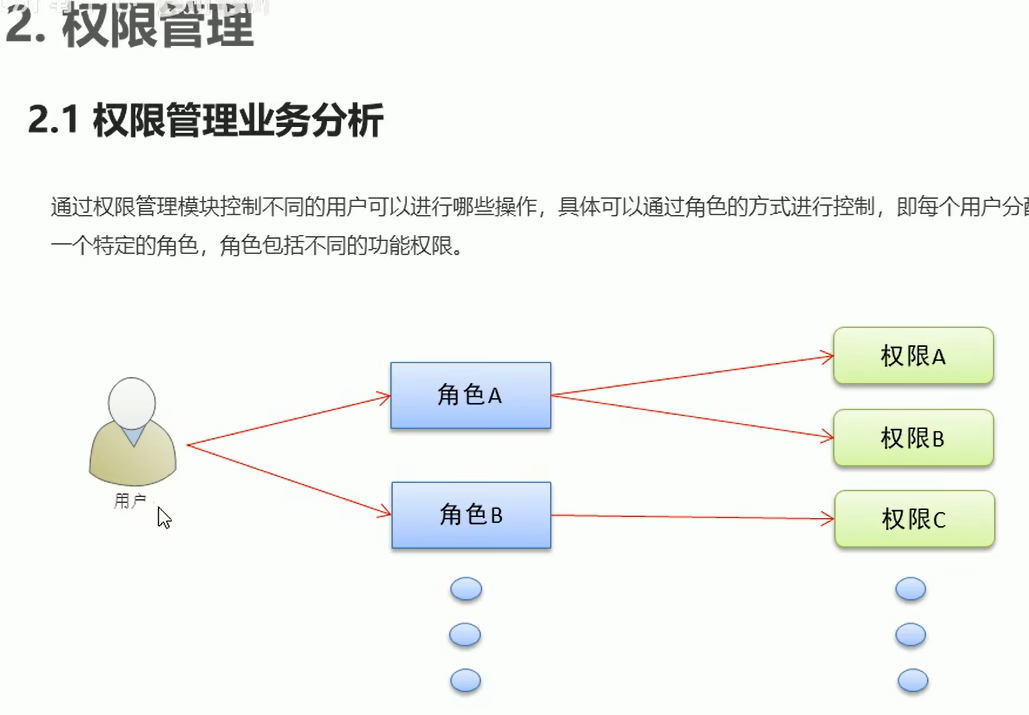 2. 权限管理
2.1 权限管理业务分析
通过权限管理模块控制不同的用户可以进行哪些操作，具体可以通过角色的方式进行控制，即每个用户分配
一个特定的角色，角色包括不同的功能权限。
权限A
角色A
权限B
用户
角色B
权限C